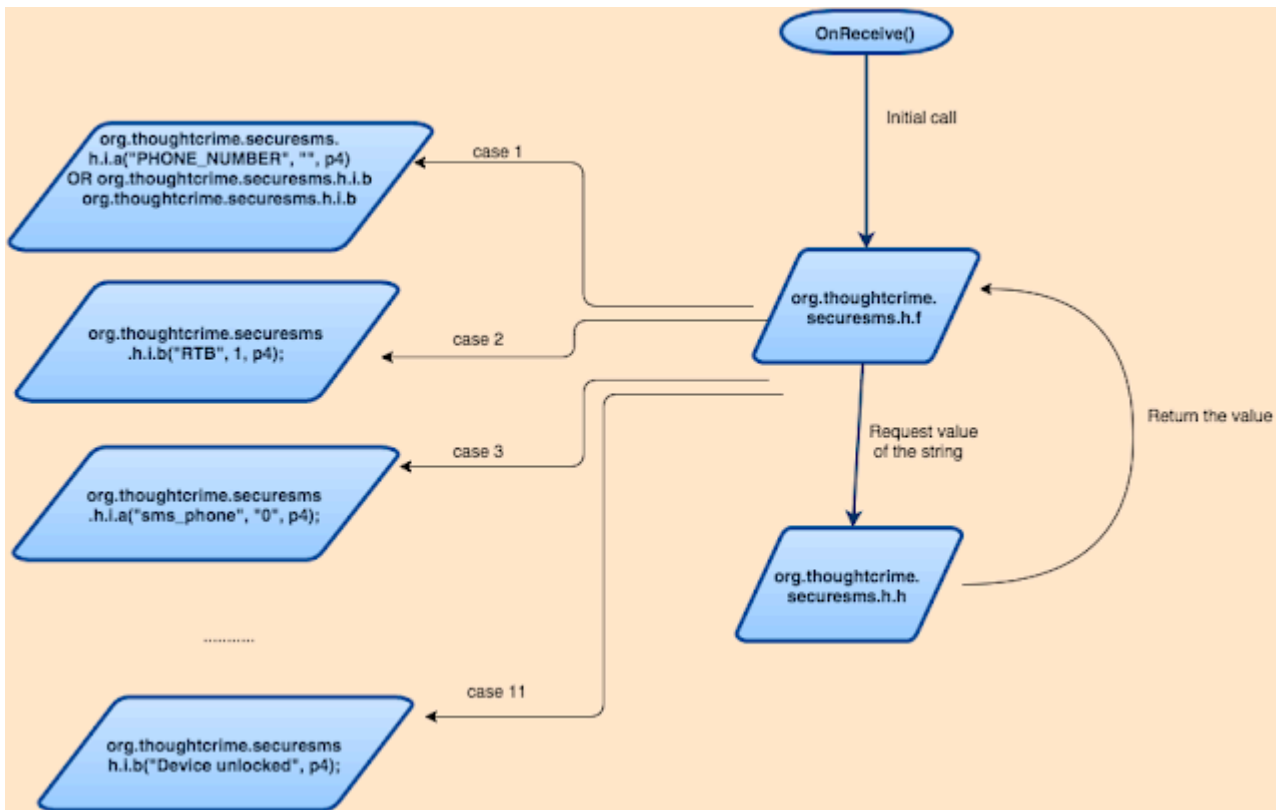 OnReceive()
Initial call
org.thoughtcrime.securesms.
h.i.a("PHONE_NUMBER", "", p4)
OR org.thoughtcrime.securesms.h.i.b
org.thoughtcrime.securesms.h.i.b
case 1
org.thoughtcrime.
securesms.h.f
org.thoughtcrime.securesms
.h.i.b("RTB", 1, p4);
case 2
Return the value
Request value
of the string
case 3
org.thoughtcrime.securesms
.h.i.a("sms_phone", "0", p4);
org.thoughtcrime.
securesms.h.h
...........
case 11
org.thoughtcrime.securesms
h.i.b("Device unlocked", p4);